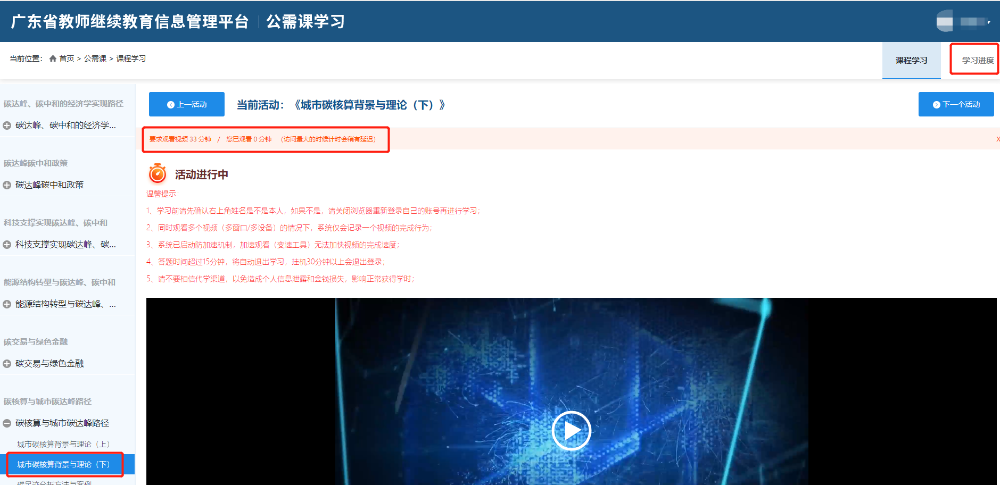 广东省教师继续教育信息管理平台 公需课学习
当前位置： 首页 > 公需课 > 课程学习
课程学习
学习进度
碳达峰、碳中和的经济学实现路径
碳达峰、碳中和的经济学...
碳达峰碳中和政策
碳达峰碳中和政策
科技支撑实现碳达峰、碳中和
科技支撑实现碳达峰、碳...
能源结构转型与碳达峰、碳中和
能源结构转型与碳达峰、...
碳交易与绿色金融
碳交易与绿色金融
碳核算与城市碳达峰路径
碳核算与城市碳达峰路径
城市碳核算背景与理论（上）
城市碳核算背景与理论（下）
碳足迹分析方法与案例
上一活动
当前活动：《城市碳核算背景与理论（下）》
下一个活动
要求观看视频 33 分钟 / 您已观看 0 分钟 （访问量大的时候计时会稍有延迟）
X
活动进行中
温馨提示：
1、学习前请先确认右上角姓名是不是本人，如果不是，请关闭浏览器重新登录自己的账号再进行学习；
2、同时观看多个视频（多窗口/多设备）的情况下，系统仅会记录一个视频的完成行为；
3、系统已启动防加速机制，加速观看（变速工具）无法加快视频的完成速度；
4、答题时间超过15分钟，将自动退出学习，挂机30分钟以上会退出登录；
5、请不要相信代学渠道，以免造成个人信息泄露和金钱损失，影响正常获得学时；